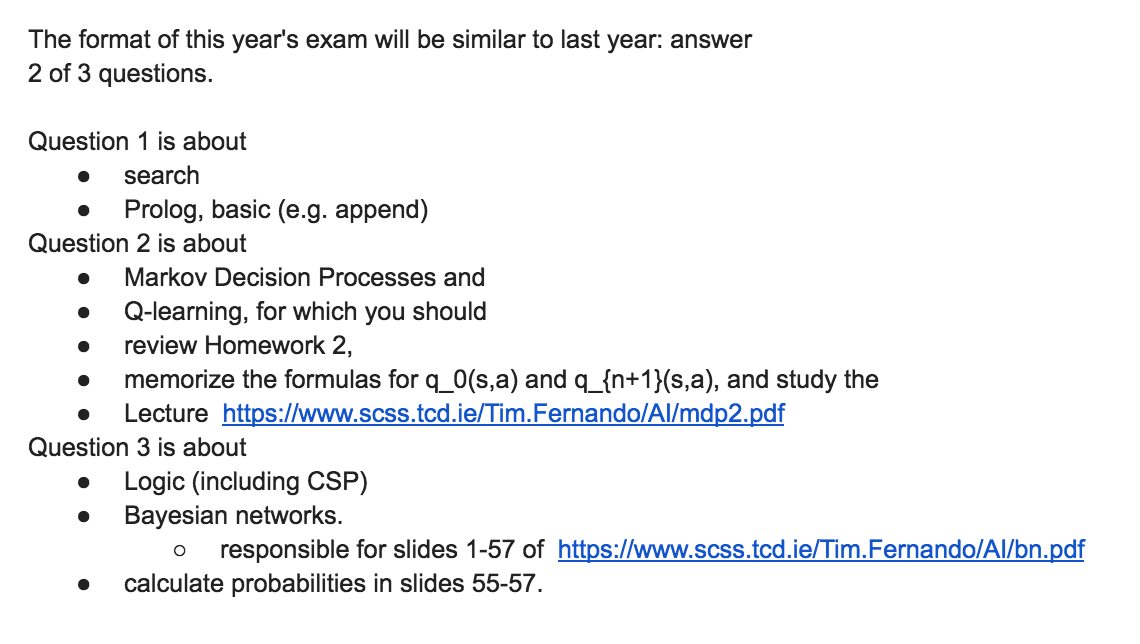 The format of this year's exam will be similar to last year: answer
2 of 3 questions.
Question 1 is about
● search
● Prolog, basic (e.g. append)
Question 2 is about
● Markov Decision Processes and
● Q-learning, for which you should
● review Homework 2,
● memorize the formulas for q_0(s,a) and q_{n+1}(s,a), and study the
● Lecture https://www.scss.tcd.ie/Tim.Fernando/AI/mdp2.pdf
Question 3 is about
● Logic (including CSP)
● Bayesian networks.
○ responsible for slides 1-57 of https://www.scss.tcd.ie/Tim.Fernando/AI/bn.pdf
● calculate probabilities in slides 55-57.